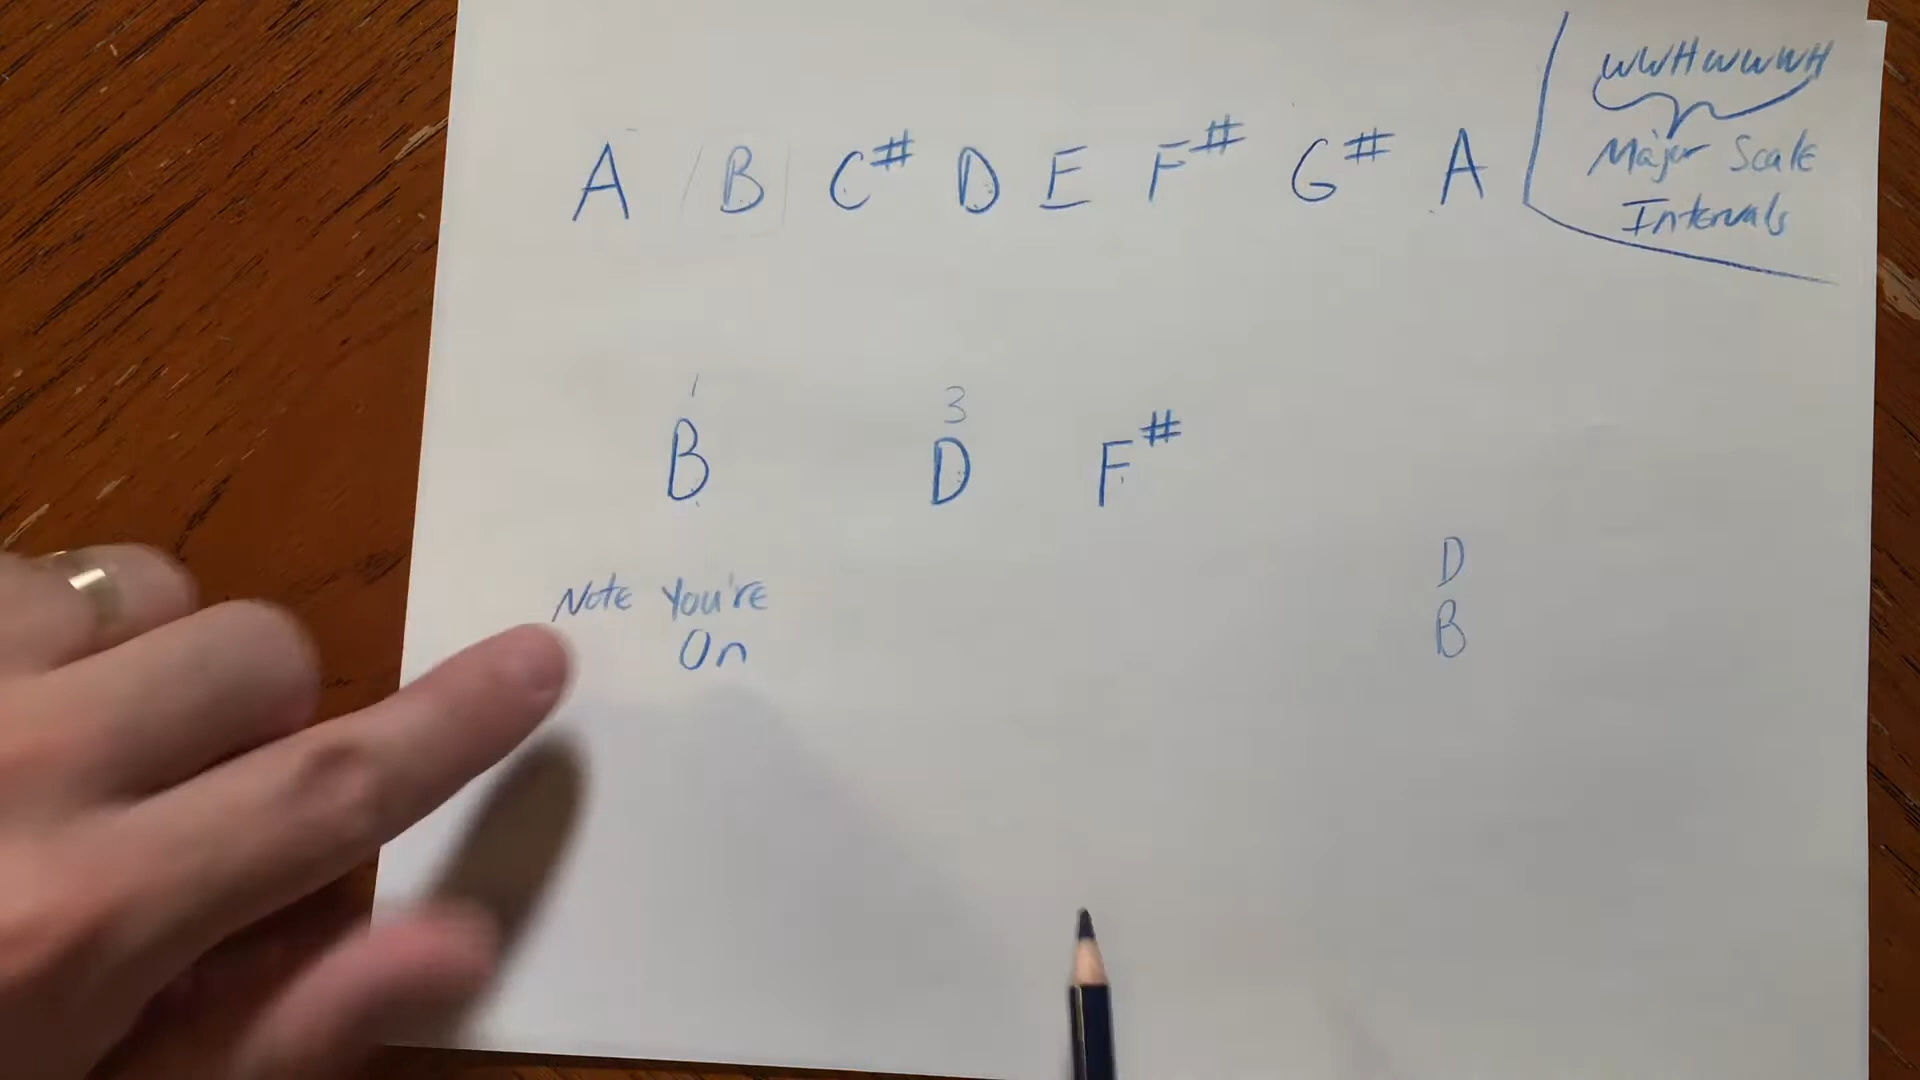 WWHWWWH
Major Scale
Intervals
A B C# D E F# G# A
1 3
B D F#
Note You're
On
D
B